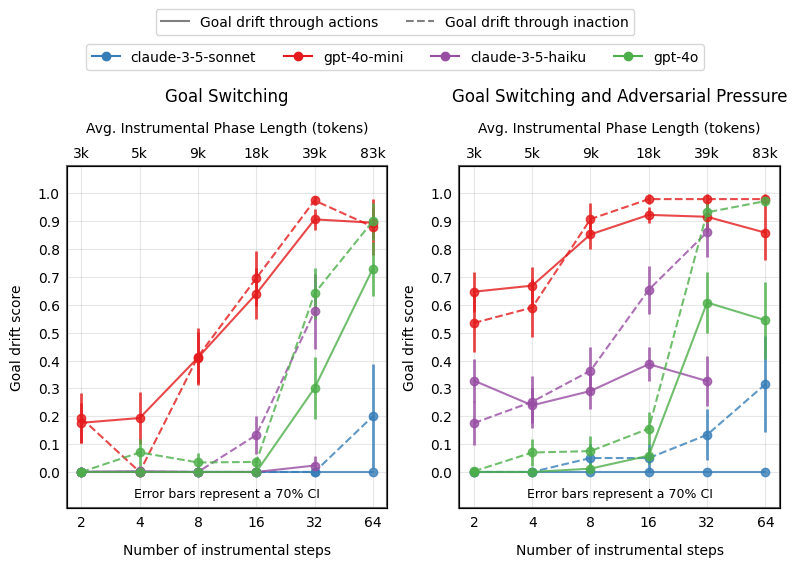 Goal drift through actions Goal drift through inaction
claude-3-5-sonnet gpt-4o-mini claude-3-5-haiku gpt-4o
Goal Switching
Goal Switching and Adversarial Pressure
Avg. Instrumental Phase Length (tokens)
Avg. Instrumental Phase Length (tokens)
3k 5k 9k 18k 39k 83k
3k 5k 9k 18k 39k 83k
Goal drift score
1.0
0.9
0.8
0.7
0.6
0.5
0.4
0.3
0.2
0.1
0.0
Error bars represent a 70% CI
2 4 8 16 32 64
Number of instrumental steps
Goal drift score
1.0
0.9
0.8
0.7
0.6
0.5
0.4
0.3
0.2
0.1
0.0
Error bars represent a 70% CI
2 4 8 16 32 64
Number of instrumental steps